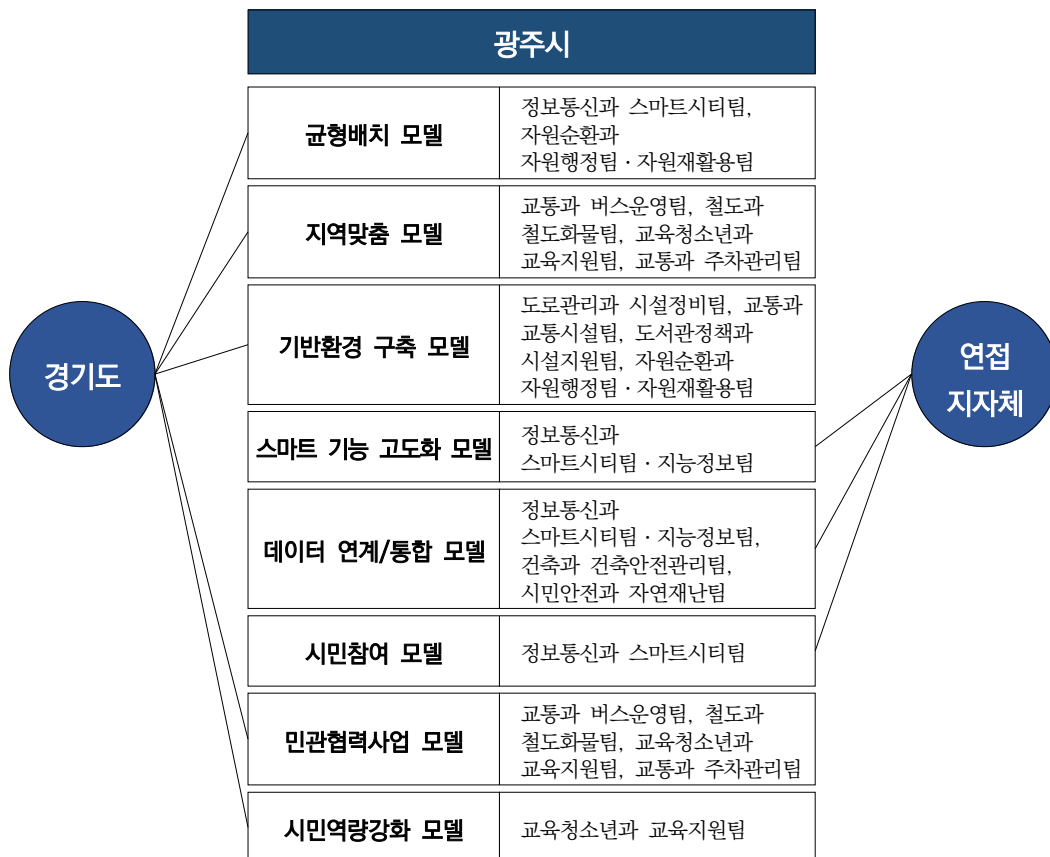 광주시
균형배치 모델
정보통신과 스마트시티팀,
자원순환과
자원행정팀·자원재활용팀
지역맞춤 모델
교통과 버스운영팀, 철도과
철도화물팀, 교육청소년과
교육지원팀, 교통과 주차관리팀
기반환경 구축 모델
도로관리과 시설정비팀, 교통과
교통시설팀, 도서관정책과
시설지원팀, 자원순환과
자원행정팀·자원재활용팀
스마트 기능 고도화 모델
정보통신과
스마트시티팀·지능정보팀
데이터 연계/통합 모델
정보통신과
스마트시티팀·지능정보팀,
건축과 건축안전관리팀,
시민안전과 자연재난팀
시민참여 모델
정보통신과 스마트시티팀
민관협력사업 모델
교통과 버스운영팀, 철도과
철도화물팀, 교육청소년과
교육지원팀, 교통과 주차관리팀
시민역량강화 모델
교육청소년과 교육지원팀
경기도
연접
지자체